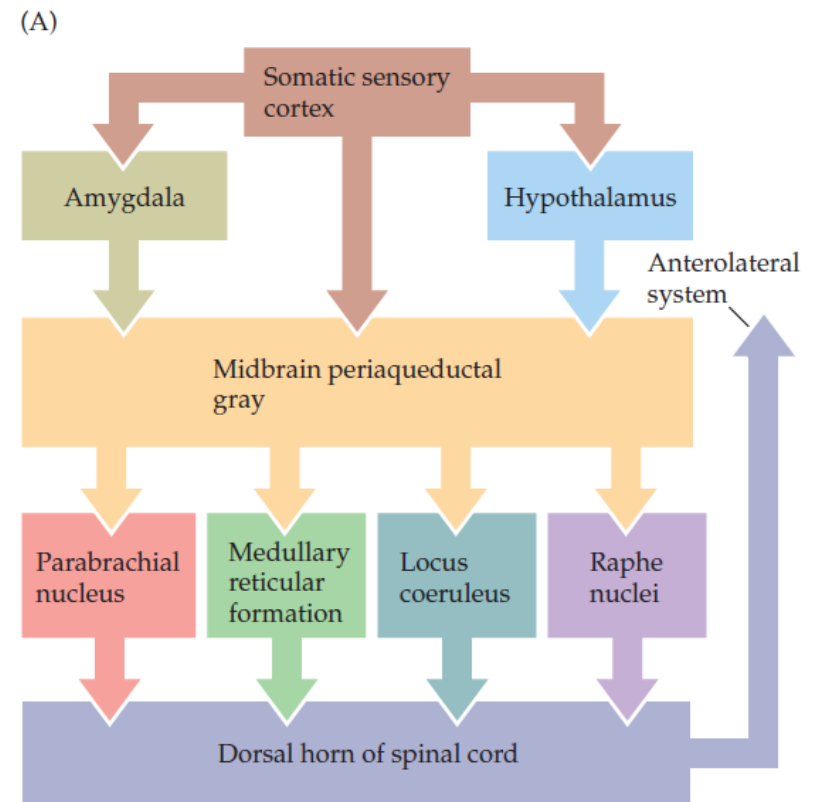 (A)
Somatic sensory
cortex
Amygdala
Hypothalamus
Anterolateral
system
Midbrain periaqueductal
gray
Parabrachial
nucleus
Medullary
reticular
formation
Locus
coeruleus
Raphe
nuclei
Dorsal horn of spinal cord